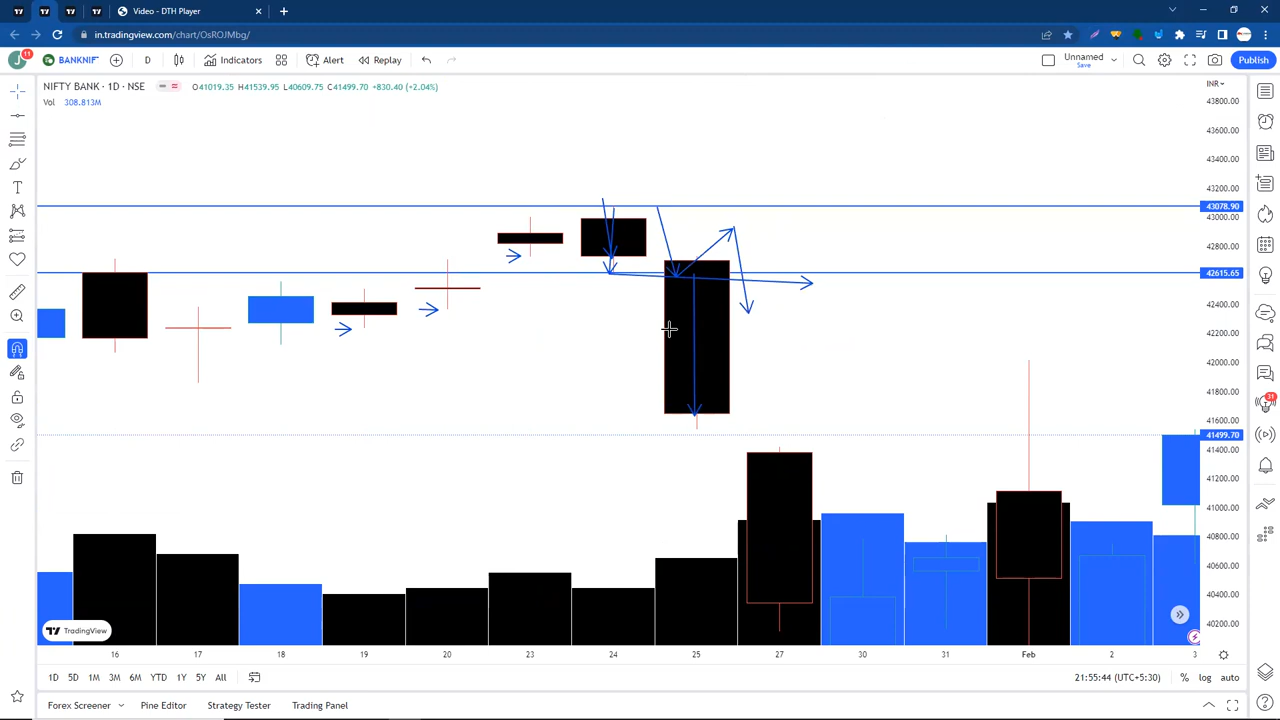 Video - DTH Player
in.tradingview.com/chart/OsROJMbg/
J 11 BANKNIF D Indicators Alert Replay Unnamed Save Publish
NIFTY BANK · 1D · NSE O41019.35 H41539.95 L40609.75 C41499.70 +830.40 (+2.04%)
Vol 308.813M
INR
43800.00
43600.00
43400.00
43200.00
43078.90
43000.00
42800.00
42615.65
42400.00
42200.00
42000.00
41800.00
41600.00
41499.70
41400.00
41200.00
41000.00
40800.00
40600.00
40400.00
40200.00
31
TradingView
16 17 18 19 20 23 24 25 27 30 31 Feb 2 3
1D 5D 1M 3M 6M YTD 1Y 5Y All 21:55:44 (UTC+5:30) % log auto
Forex Screener Pine Editor Strategy Tester Trading Panel